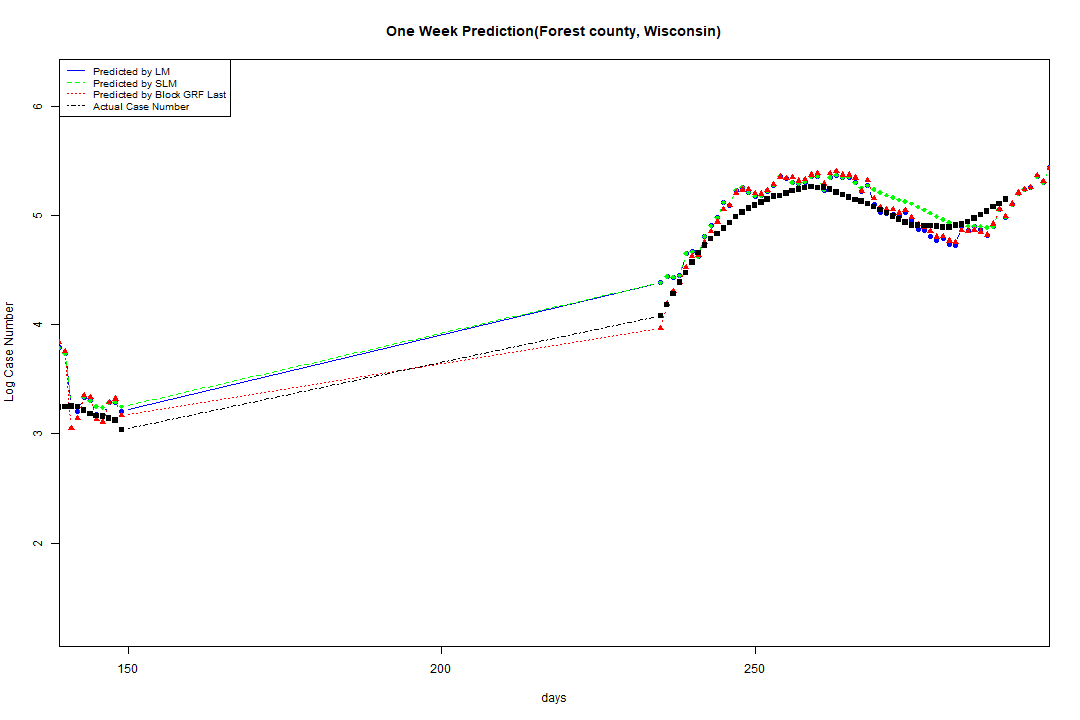 One Week Prediction(Forest county, Wisconsin)
Predicted by LM
Predicted by SLM
Predicted by Block GRF Last
Actual Case Number
6
5
4
3
2
Log Case Number
150
200
250
days